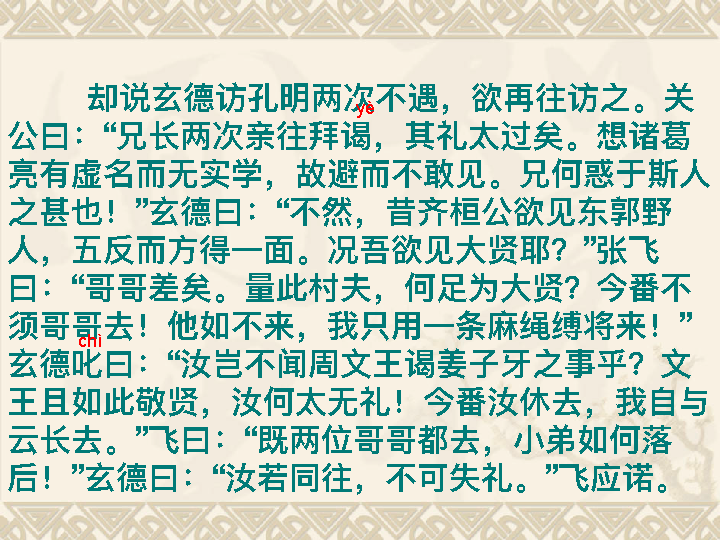 却说玄德访孔明两次不遇，欲再往访之。关
yè
公曰：“兄长两次亲往拜谒，其礼太过矣。想诸葛
亮有虚名而无实学，故避而不敢见。兄何惑于斯人
之甚也！”玄德曰：“不然，昔齐桓公欲见东郭野
人，五反而方得一面。况吾欲见大贤耶？”张飞
曰：“哥哥差矣。量此村夫，何足为大贤？今番不
须哥哥去！他如不来，我只用一条麻绳缚将来！”
chì
玄德叱曰：“汝岂不闻周文王谒姜子牙之事乎？文
王且如此敬贤，汝何太无礼！今番汝休去，我自与
云长去。”飞曰：“既两位哥哥都去，小弟如何落
后！”玄德曰：“汝若同往，不可失礼。”飞应诺。